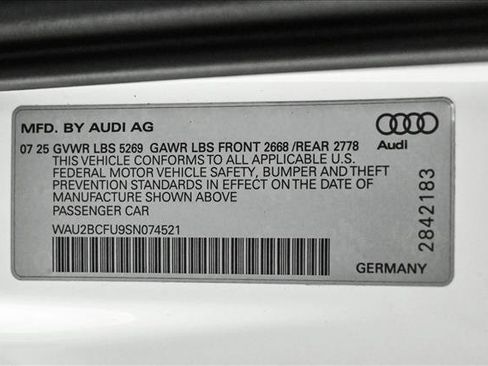 MFD. BY AUDI AG
Audi
07 25 GVWR LBS 5269 GAWR LBS FRONT 2668 /REAR 2778
THIS VEHICLE CONFORMS TO ALL APPLICABLE U.S.
FEDERAL MOTOR VEHICLE SAFETY, BUMPER AND THEFT
PREVENTION STANDARDS IN EFFECT ON THE DATE OF
MANUFACTURE SHOWN ABOVE
PASSENGER CAR
WAU2BCFU9SN074521
2842183
GERMANY